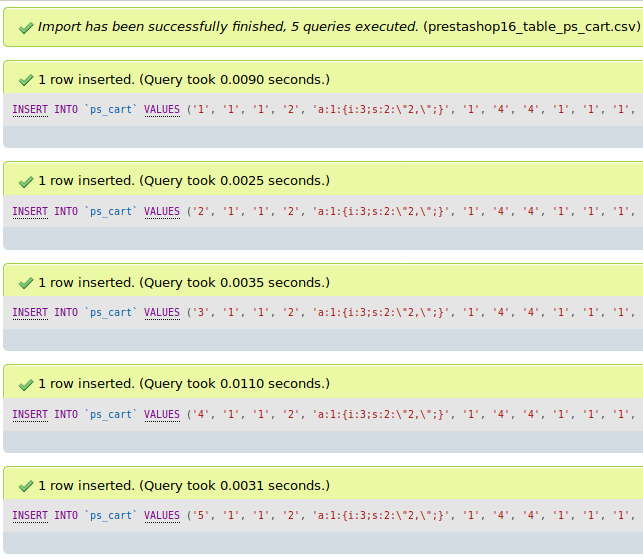 Import has been successfully finished, 5 queries executed. (prestashop16_table_ps_cart.csv)
1 row inserted. (Query took 0.0090 seconds.)
INSERT INTO `ps_cart` VALUES ('1', '1', '1', '2', 'a:1:{i:3;s:2:\"2,\";}', '1', '4', '4', '1', '1', '1',
1 row inserted. (Query took 0.0025 seconds.)
INSERT INTO `ps_cart` VALUES ('2', '1', '1', '2', 'a:1:{i:3;s:2:\"2,\";}', '1', '4', '4', '1', '1', '1',
1 row inserted. (Query took 0.0035 seconds.)
INSERT INTO `ps_cart` VALUES ('3', '1', '1', '2', 'a:1:{i:3;s:2:\"2,\";}', '1', '4', '4', '1', '1', '1',
1 row inserted. (Query took 0.0110 seconds.)
INSERT INTO `ps_cart` VALUES ('4', '1', '1', '2', 'a:1:{i:3;s:2:\"2,\";}', '1', '4', '4', '1', '1', '1',
1 row inserted. (Query took 0.0031 seconds.)
INSERT INTO `ps_cart` VALUES ('5', '1', '1', '2', 'a:1:{i:3;s:2:\"2,\";}', '1', '4', '4', '1', '1', '1',